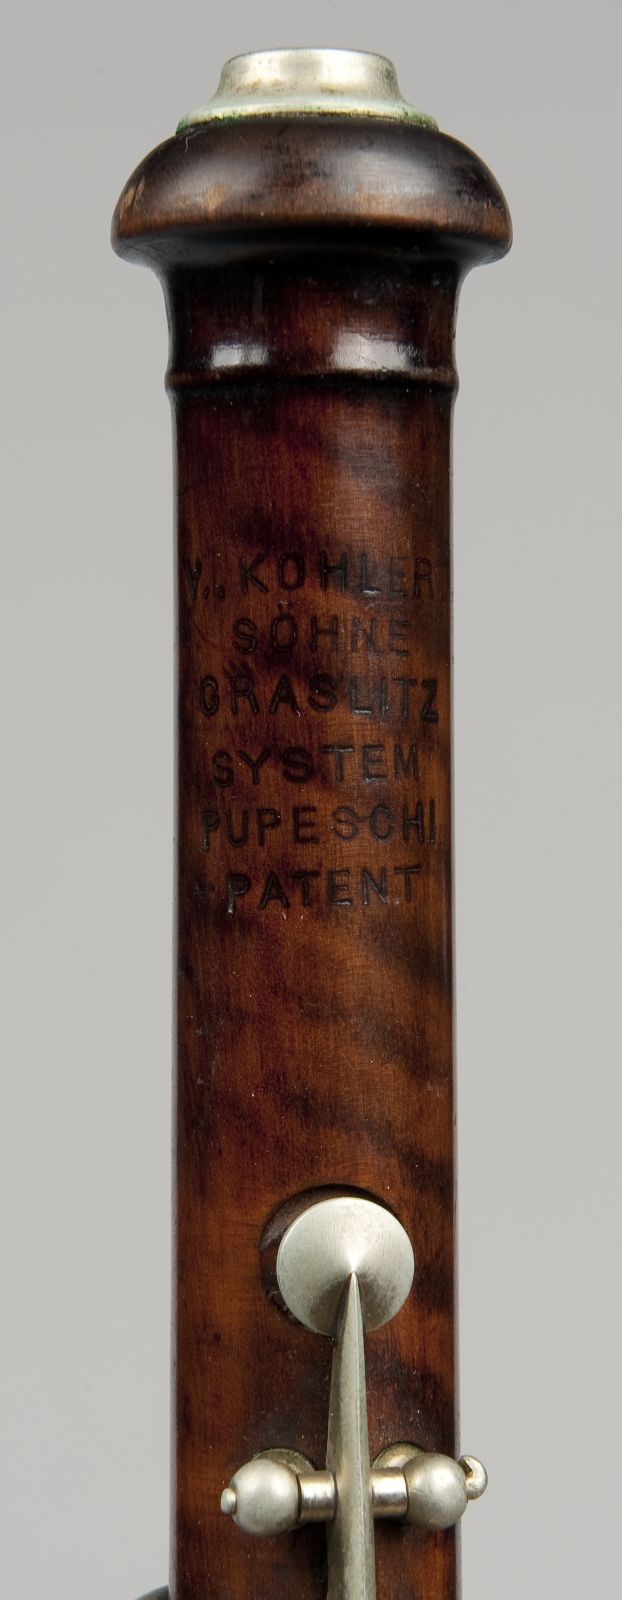 V. KOHLERT
SÖHNE
GRASLITZ
SYSTEM
PUPESCHI
PATENT